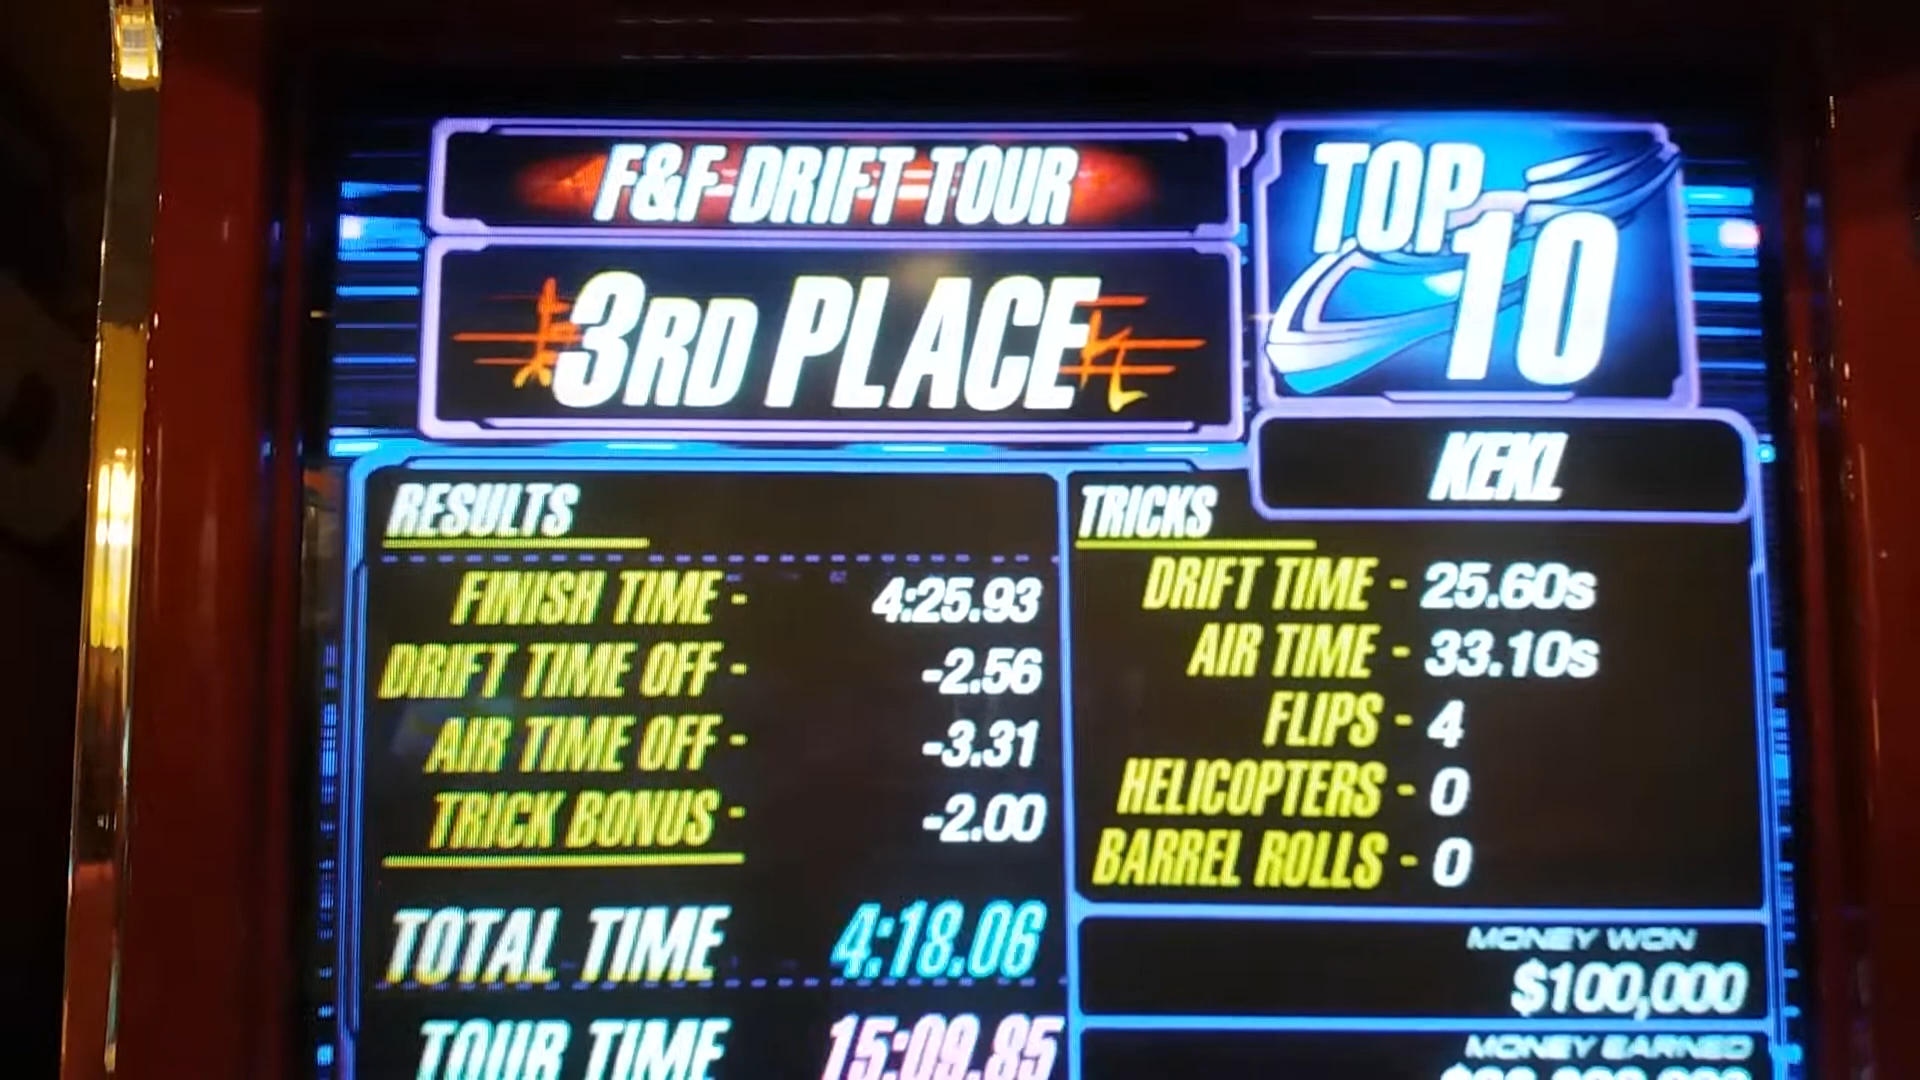 F&F DRIFT TOUR
3RD PLACE
TOP
10
KEKL
RESULTS
FINISH TIME - 4:25.93
DRIFT TIME OFF - -2.56
AIR TIME OFF - -3.31
TRICK BONUS - -2.00
TOTAL TIME 4:18.06
TOUR TIME 15:09.85
TRICKS
DRIFT TIME - 25.60s
AIR TIME - 33.10s
FLIPS - 4
HELICOPTERS - 0
BARREL ROLLS - 0
MONEY WON
$100,000
MONEY EARNED